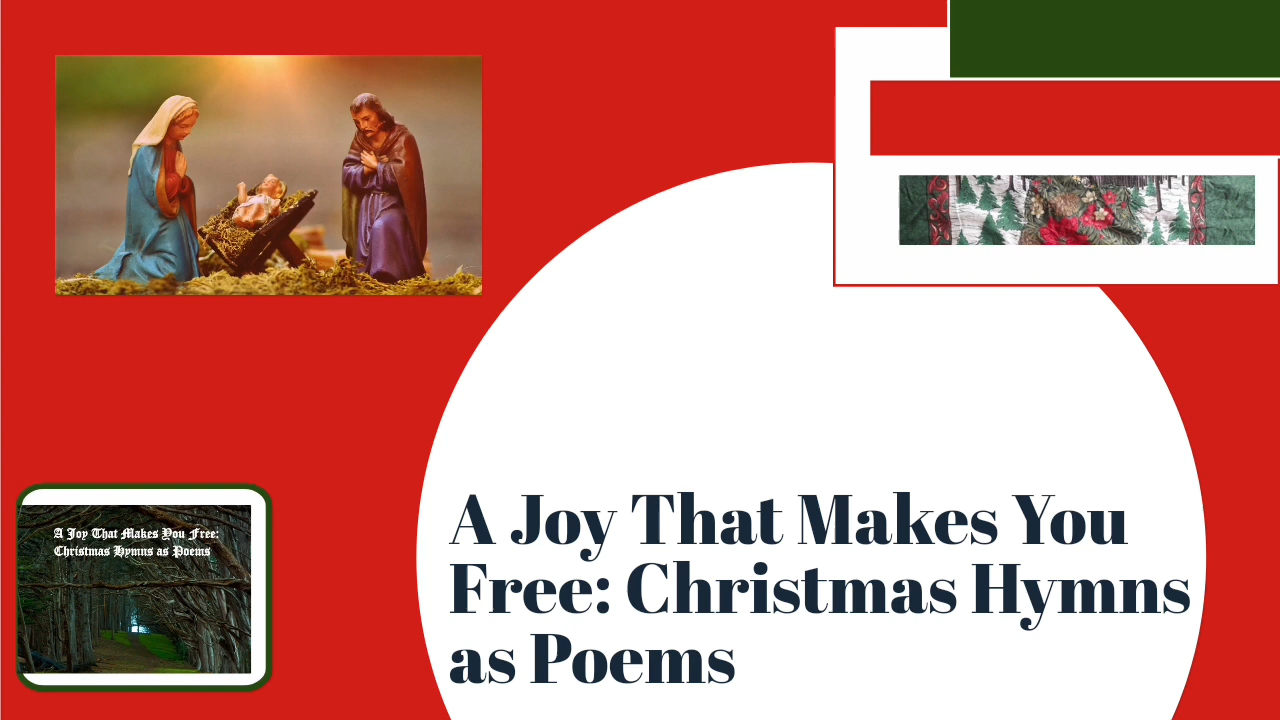 A Joy That Makes You Free:
Christmas Hymns as Poems
A Joy That Makes You
Free: Christmas Hymns
as Poems